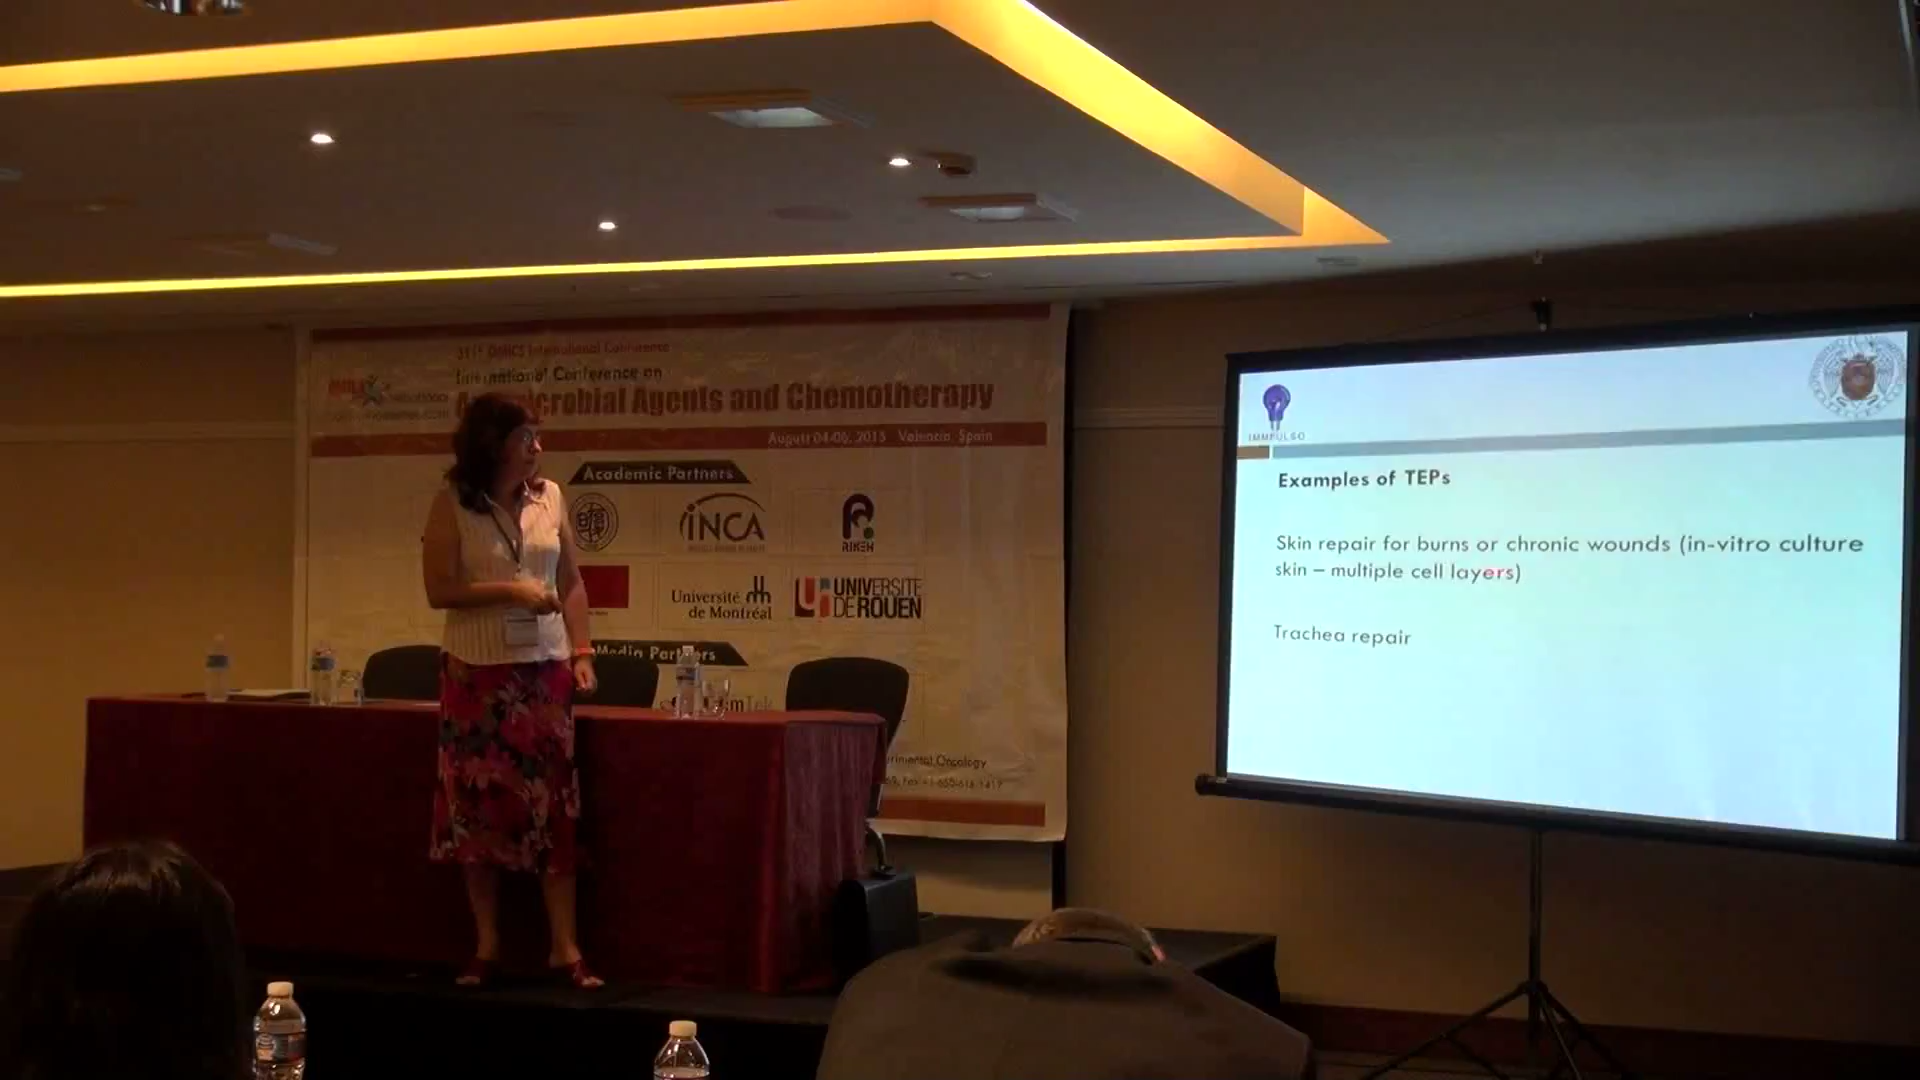 International Conference on
Antimicrobial Agents and Chemotherapy
August 04-06, 2015 Valencia, Spain
Academic Partners
INCA
RIKEN
Université de Montréal
UNIVERSITE DE ROUEN
Media Partners
IMMPULSO
Examples of TEPs
Skin repair for burns or chronic wounds (in-vitro culture
skin – multiple cell layers)
Trachea repair